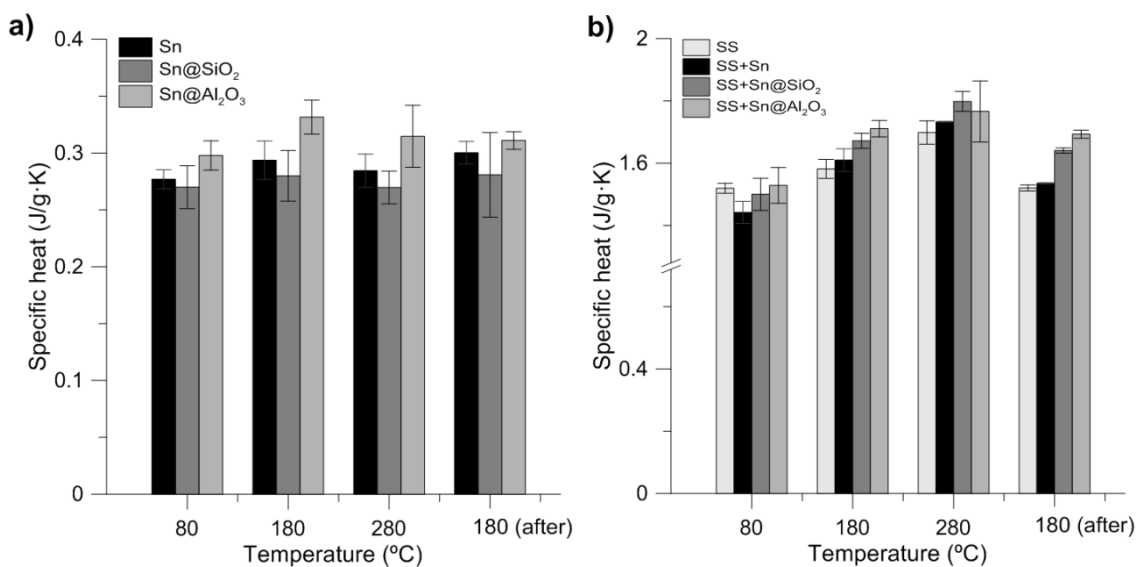 a)
Sn
Sn@SiO₂
Sn@Al₂O₃
Specific heat (J/g·K)
0.4
0.3
0.2
0.1
0
80 180 280 180 (after)
Temperature (ºC)
b)
SS
SS+Sn
SS+Sn@SiO₂
SS+Sn@Al₂O₃
Specific heat (J/g·K)
2
1.6
0.4
0
80 180 280 180 (after)
Temperature (ºC)